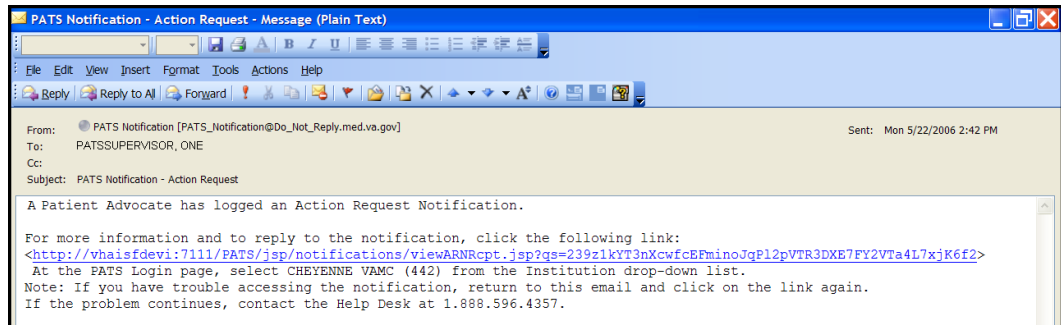 PATS Notification - Action Request - Message (Plain Text)
File Edit View Insert Format Tools Actions Help
Reply Reply to All Forward
From: PATS Notification [PATS_Notification@Do_Not_Reply.med.va.gov] Sent: Mon 5/22/2006 2:42 PM
To: PATSSUPERVISOR, ONE
Cc:
Subject: PATS Notification - Action Request
A Patient Advocate has logged an Action Request Notification.
For more information and to reply to the notification, click the following link:
<http://vhaisfdevi:7111/PATS/jsp/notifications/viewARNRcpt.jsp?qs=239z1kYT3nXcwfcEFminoJqPl2pVTR3DXE7FY2VTa4L7xjK6f2>
At the PATS Login page, select CHEYENNE VAMC (442) from the Institution drop-down list.
Note: If you have trouble accessing the notification, return to this email and click on the link again.
If the problem continues, contact the Help Desk at 1.888.596.4357.